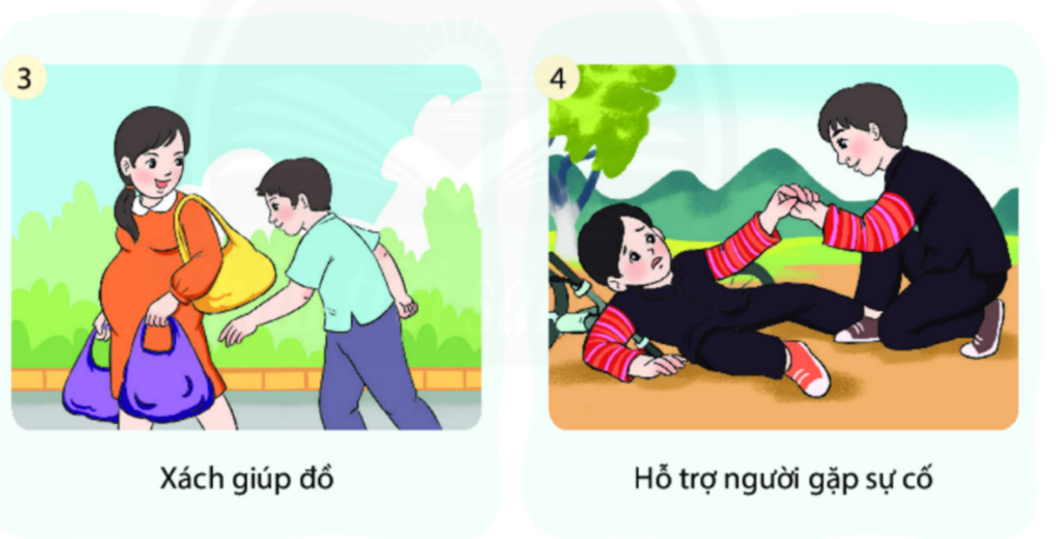 3
4
Xách giúp đồ
Hỗ trợ người gặp sự cố